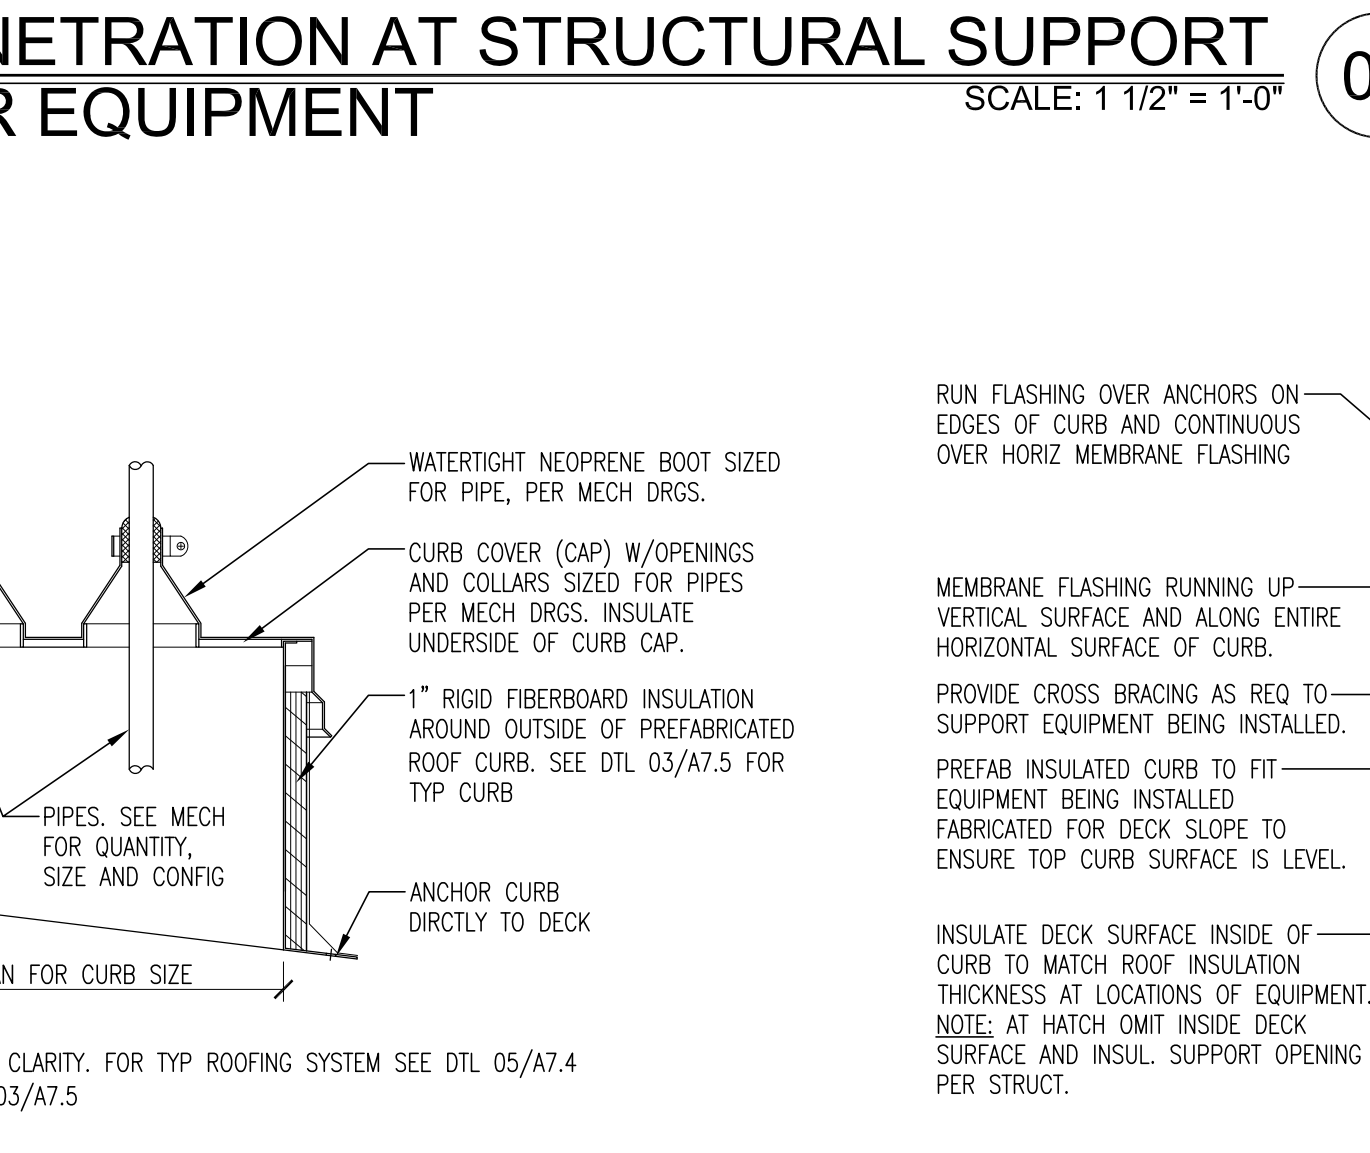 NETRATION AT STRUCTURAL SUPPORT
R EQUIPMENT
SCALE: 1 1/2" = 1'-0"
0
WATERTIGHT NEOPRENE BOOT SIZED
FOR PIPE, PER MECH DRGS.
CURB COVER (CAP) W/OPENINGS
AND COLLARS SIZED FOR PIPES
PER MECH DRGS. INSULATE
UNDERSIDE OF CURB CAP.
1" RIGID FIBERBOARD INSULATION
AROUND OUTSIDE OF PREFABRICATED
ROOF CURB. SEE DTL 03/A7.5 FOR
TYP CURB
PIPES. SEE MECH
FOR QUANTITY,
SIZE AND CONFIG
ANCHOR CURB
DIRCTLY TO DECK
AN FOR CURB SIZE
CLARITY. FOR TYP ROOFING SYSTEM SEE DTL 05/A7.4
03/A7.5
RUN FLASHING OVER ANCHORS ON
EDGES OF CURB AND CONTINUOUS
OVER HORIZ MEMBRANE FLASHING
MEMBRANE FLASHING RUNNING UP
VERTICAL SURFACE AND ALONG ENTIRE
HORIZONTAL SURFACE OF CURB.
PROVIDE CROSS BRACING AS REQ TO
SUPPORT EQUIPMENT BEING INSTALLED.
PREFAB INSULATED CURB TO FIT
EQUIPMENT BEING INSTALLED
FABRICATED FOR DECK SLOPE TO
ENSURE TOP CURB SURFACE IS LEVEL.
INSULATE DECK SURFACE INSIDE OF
CURB TO MATCH ROOF INSULATION
THICKNESS AT LOCATIONS OF EQUIPMENT.
NOTE: AT HATCH OMIT INSIDE DECK
SURFACE AND INSUL. SUPPORT OPENING
PER STRUCT.